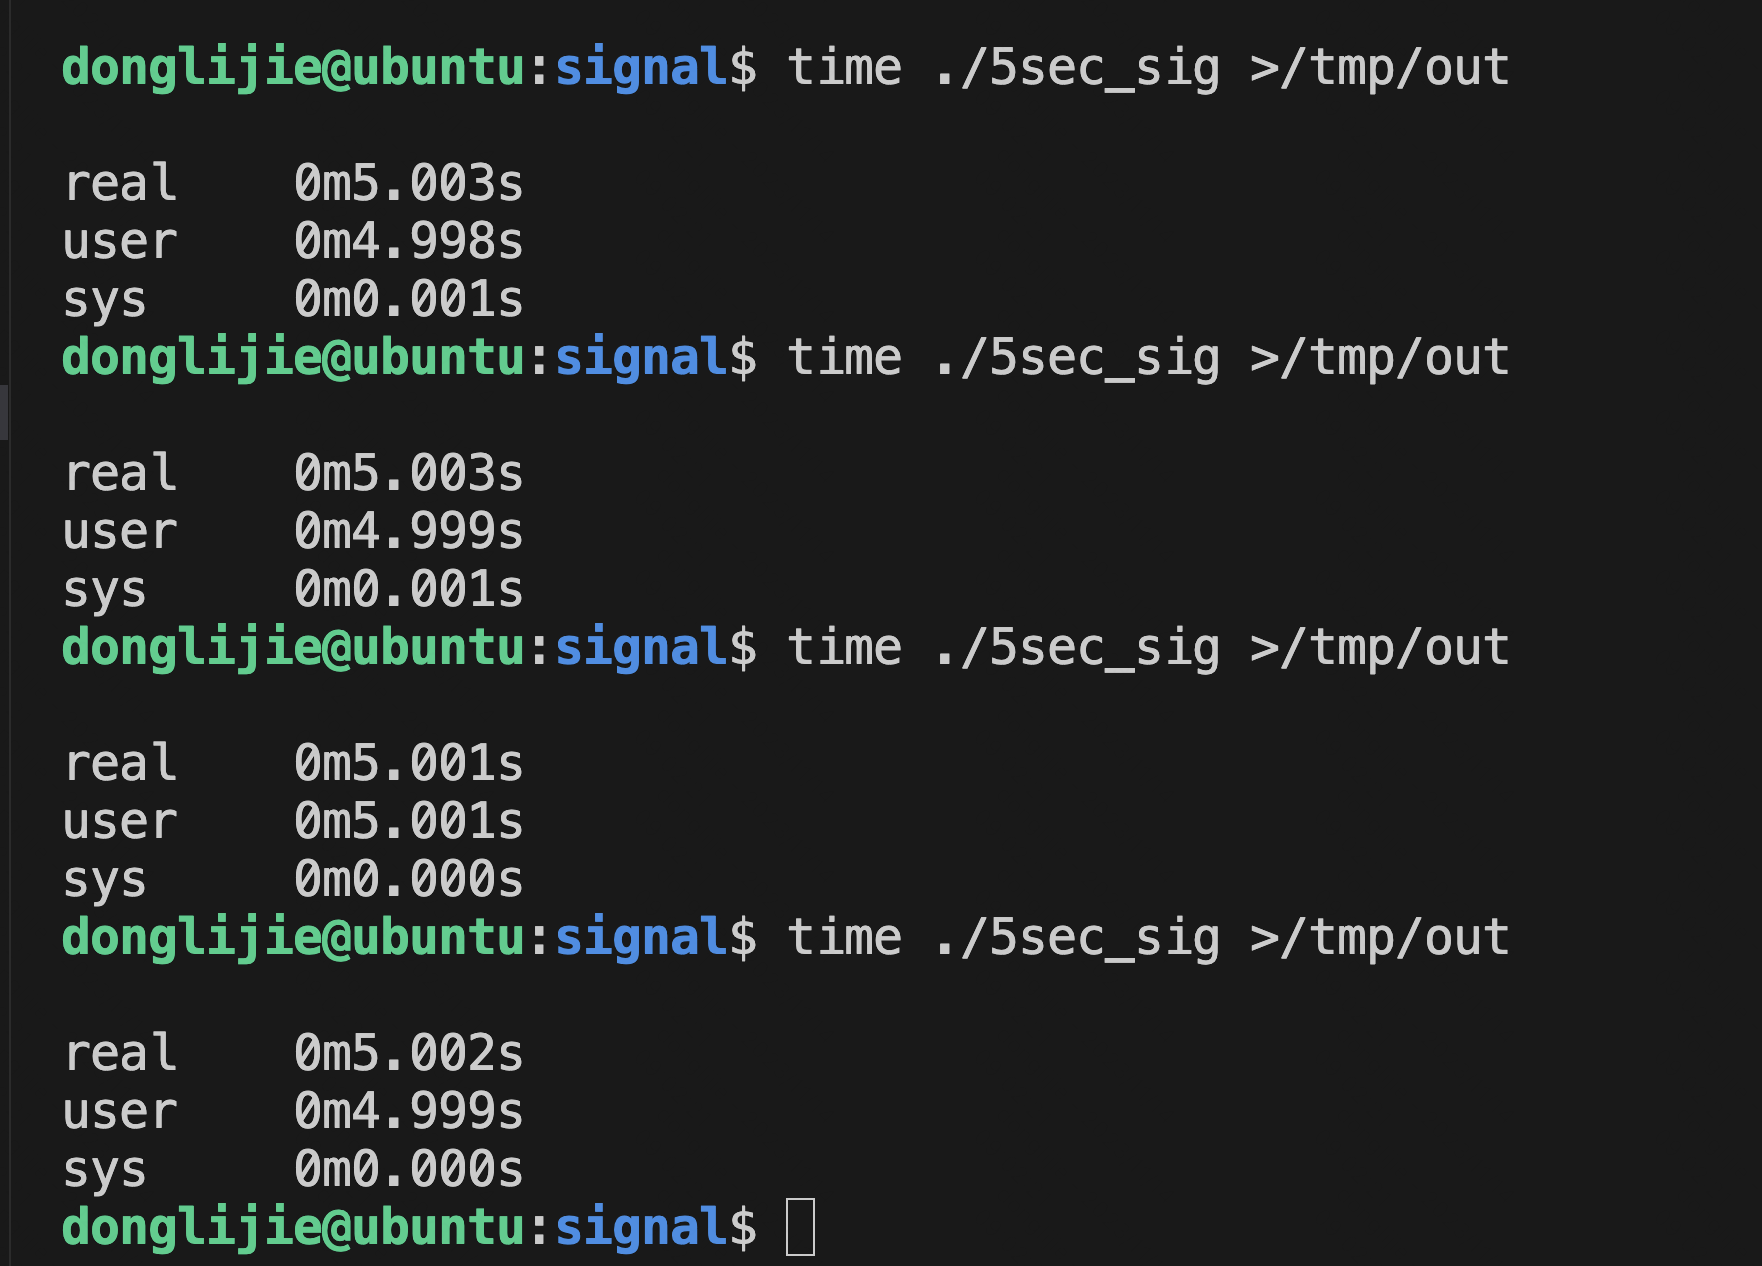 donglijie@ubuntu:signal$ time ./5sec_sig >/tmp/out

real    0m5.003s
user    0m4.998s
sys     0m0.001s
donglijie@ubuntu:signal$ time ./5sec_sig >/tmp/out

real    0m5.003s
user    0m4.999s
sys     0m0.001s
donglijie@ubuntu:signal$ time ./5sec_sig >/tmp/out

real    0m5.001s
user    0m5.001s
sys     0m0.000s
donglijie@ubuntu:signal$ time ./5sec_sig >/tmp/out

real    0m5.002s
user    0m4.999s
sys     0m0.000s
donglijie@ubuntu:signal$